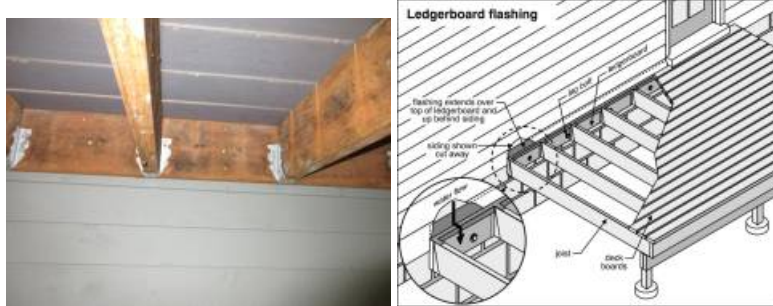 Ledgerboard flashing
lag bolt
ledgerboard
flashing extends over
top of ledgerboard and
up behind siding
siding shown
cut away
water flow
joist
deck
boards